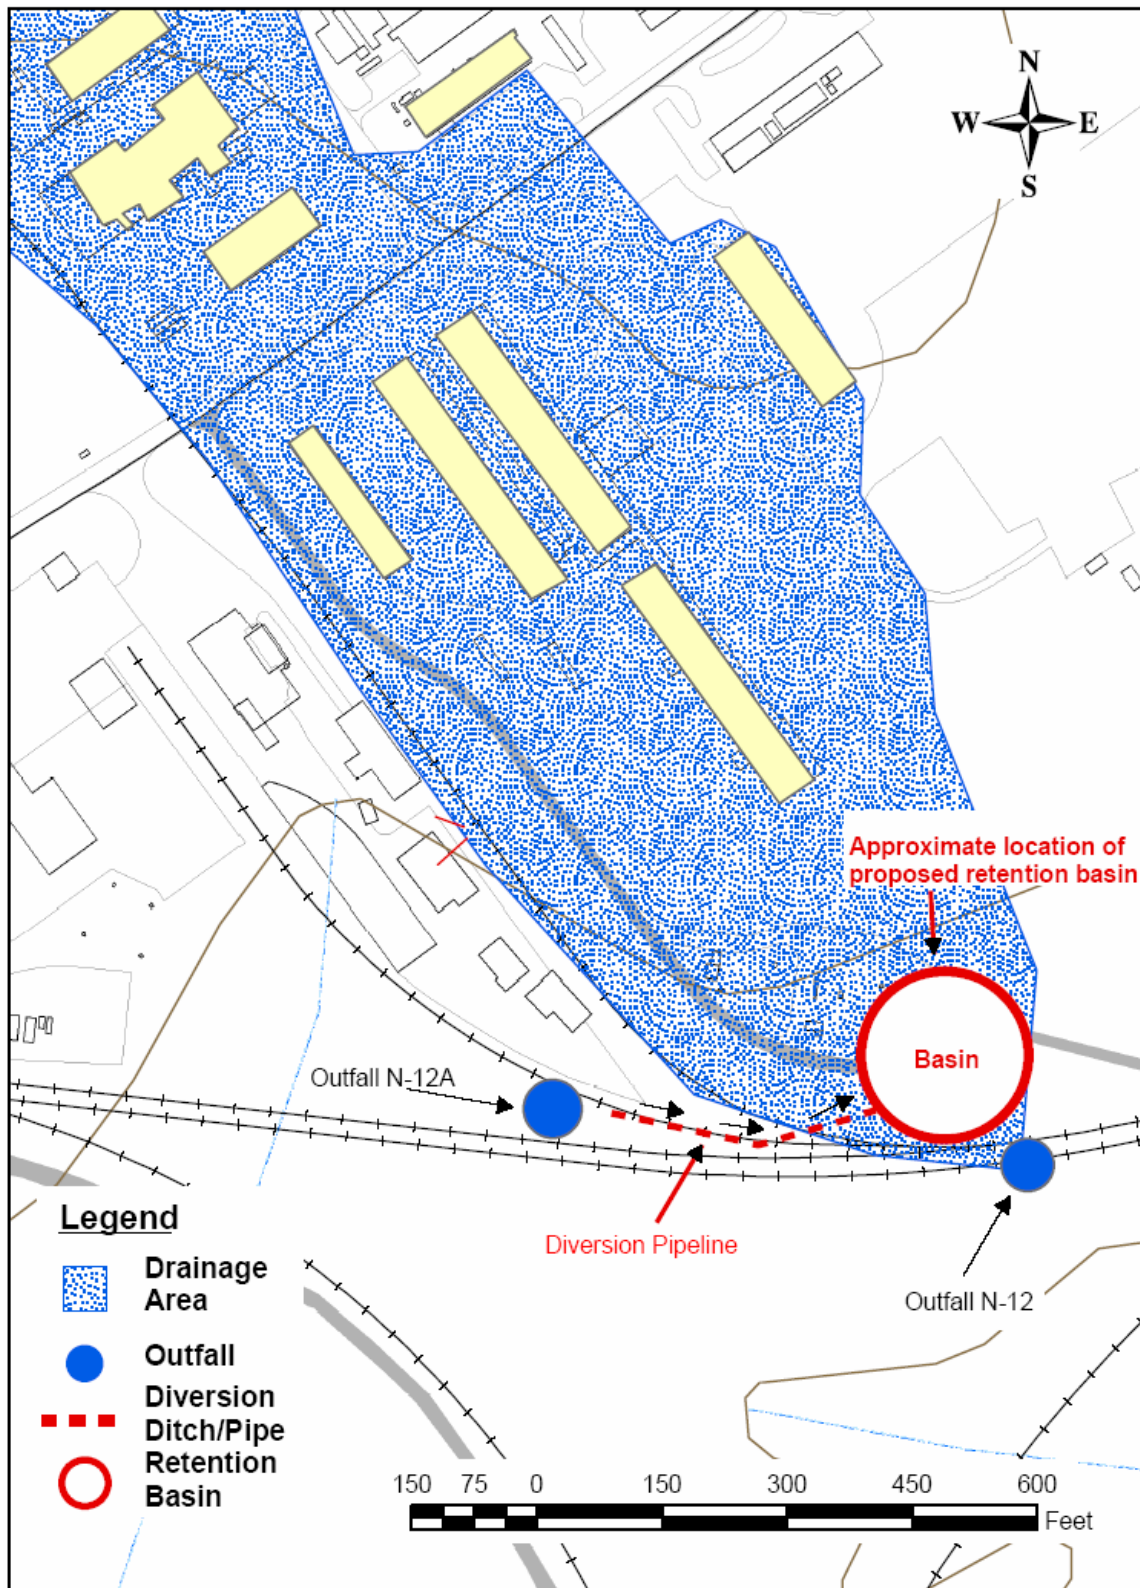 N
W E
S
Approximate location of
proposed retention basin
Basin
Outfall N-12A
Diversion Pipeline
Outfall N-12
Legend
Drainage
Area
Outfall
Diversion
Ditch/Pipe
Retention
Basin
150 75 0 150 300 450 600
Feet